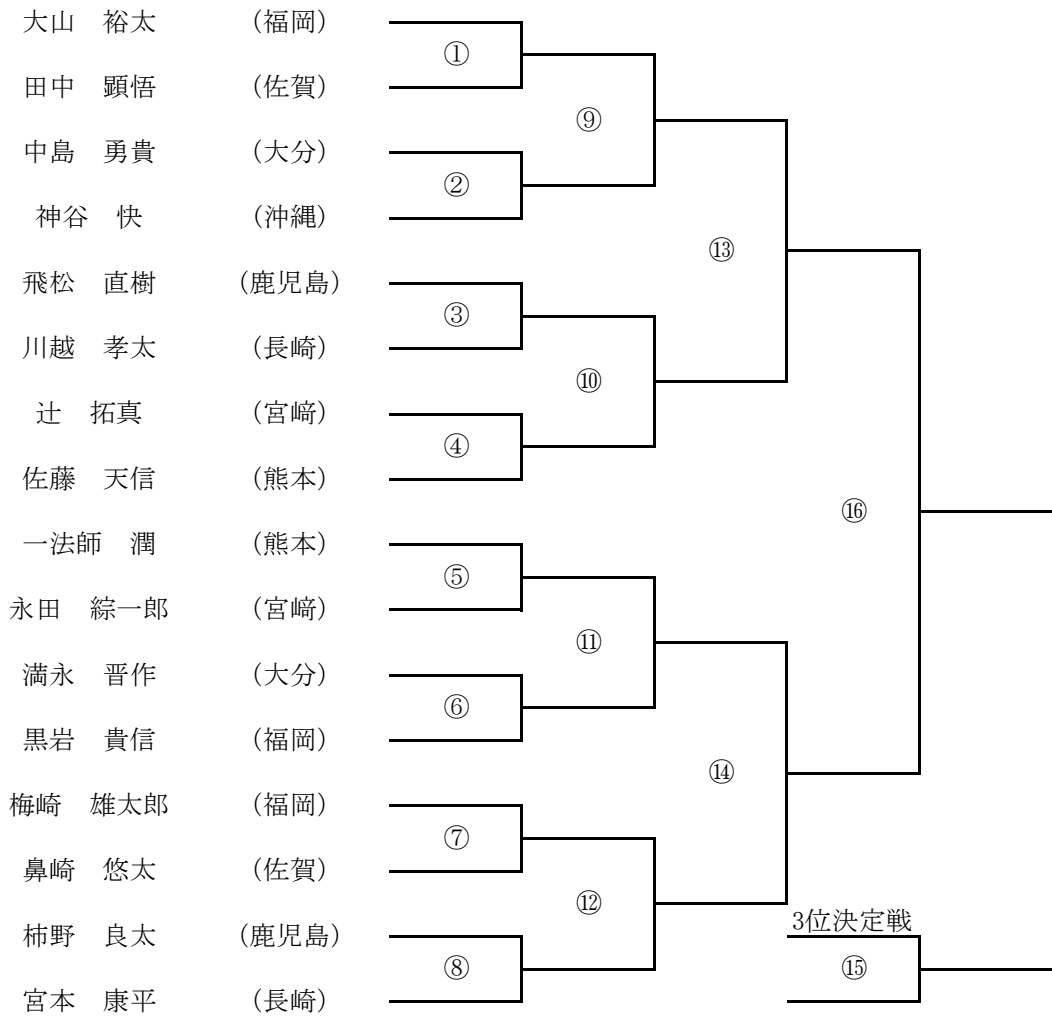 大山　裕太　（福岡）
①
田中　顕悟　（佐賀）
⑨
中島　勇貴　（大分）
②
神谷　快　（沖縄）
⑬
飛松　直樹　（鹿児島）
③
川越　孝太　（長崎）
⑩
辻　拓真　（宮﨑）
④
佐藤　天信　（熊本）
⑯
一法師　潤　（熊本）
⑤
永田　綜一郎　（宮﨑）
⑪
満永　晋作　（大分）
⑥
黒岩　貴信　（福岡）
⑭
梅崎　雄太郎　（福岡）
⑦
鼻崎　悠太　（佐賀）
⑫
3位決定戦
柿野　良太　（鹿児島）
⑧　⑮
宮本　康平　（長崎）